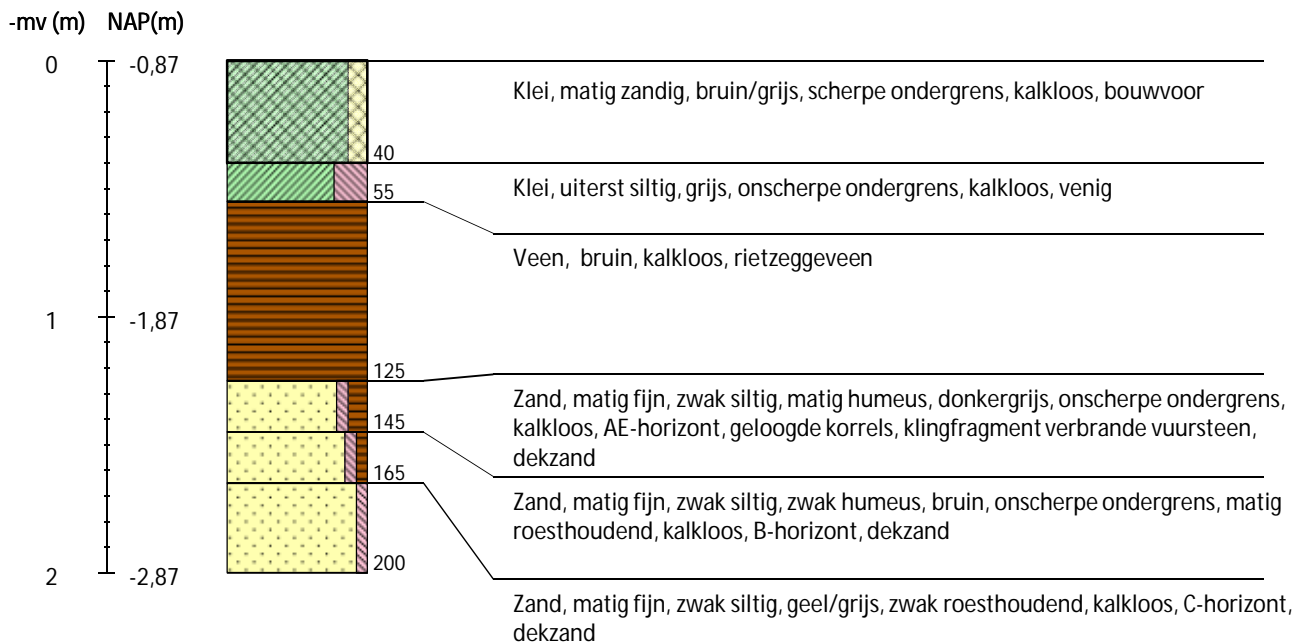 -mv (m) NAP(m)
0 -0,87
Klei, matig zandig, bruin/grijs, scherpe ondergrens, kalkloos, bouwvoor
40
55
Klei, uiterst siltig, grijs, onscherpe ondergrens, kalkloos, venig
Veen, bruin, kalkloos, rietzeggeveen
1 -1,87
125
Zand, matig fijn, zwak siltig, matig humeus, donkergrijs, onscherpe ondergrens,
kalkloos, AE-horizont, geloogde korrels, klingfragment verbrande vuursteen,
dekzand
145
165
Zand, matig fijn, zwak siltig, zwak humeus, bruin, onscherpe ondergrens, matig
roesthoudend, kalkloos, B-horizont, dekzand
200
2 -2,87
Zand, matig fijn, zwak siltig, geel/grijs, zwak roesthoudend, kalkloos, C-horizont,
dekzand